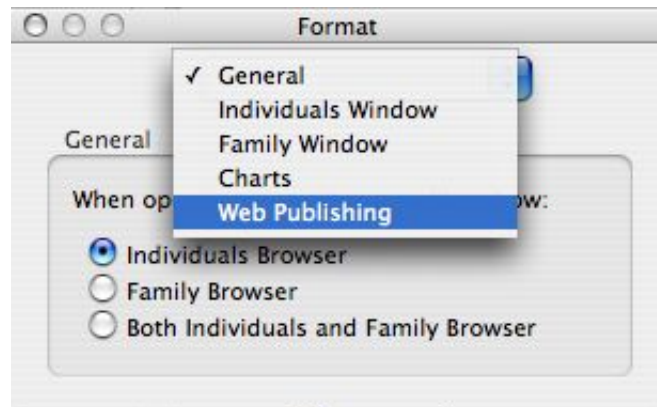 Format
✓ General
Individuals Window
Family Window
Charts
Web Publishing
General
When op
w:
Individuals Browser
Family Browser
Both Individuals and Family Browser